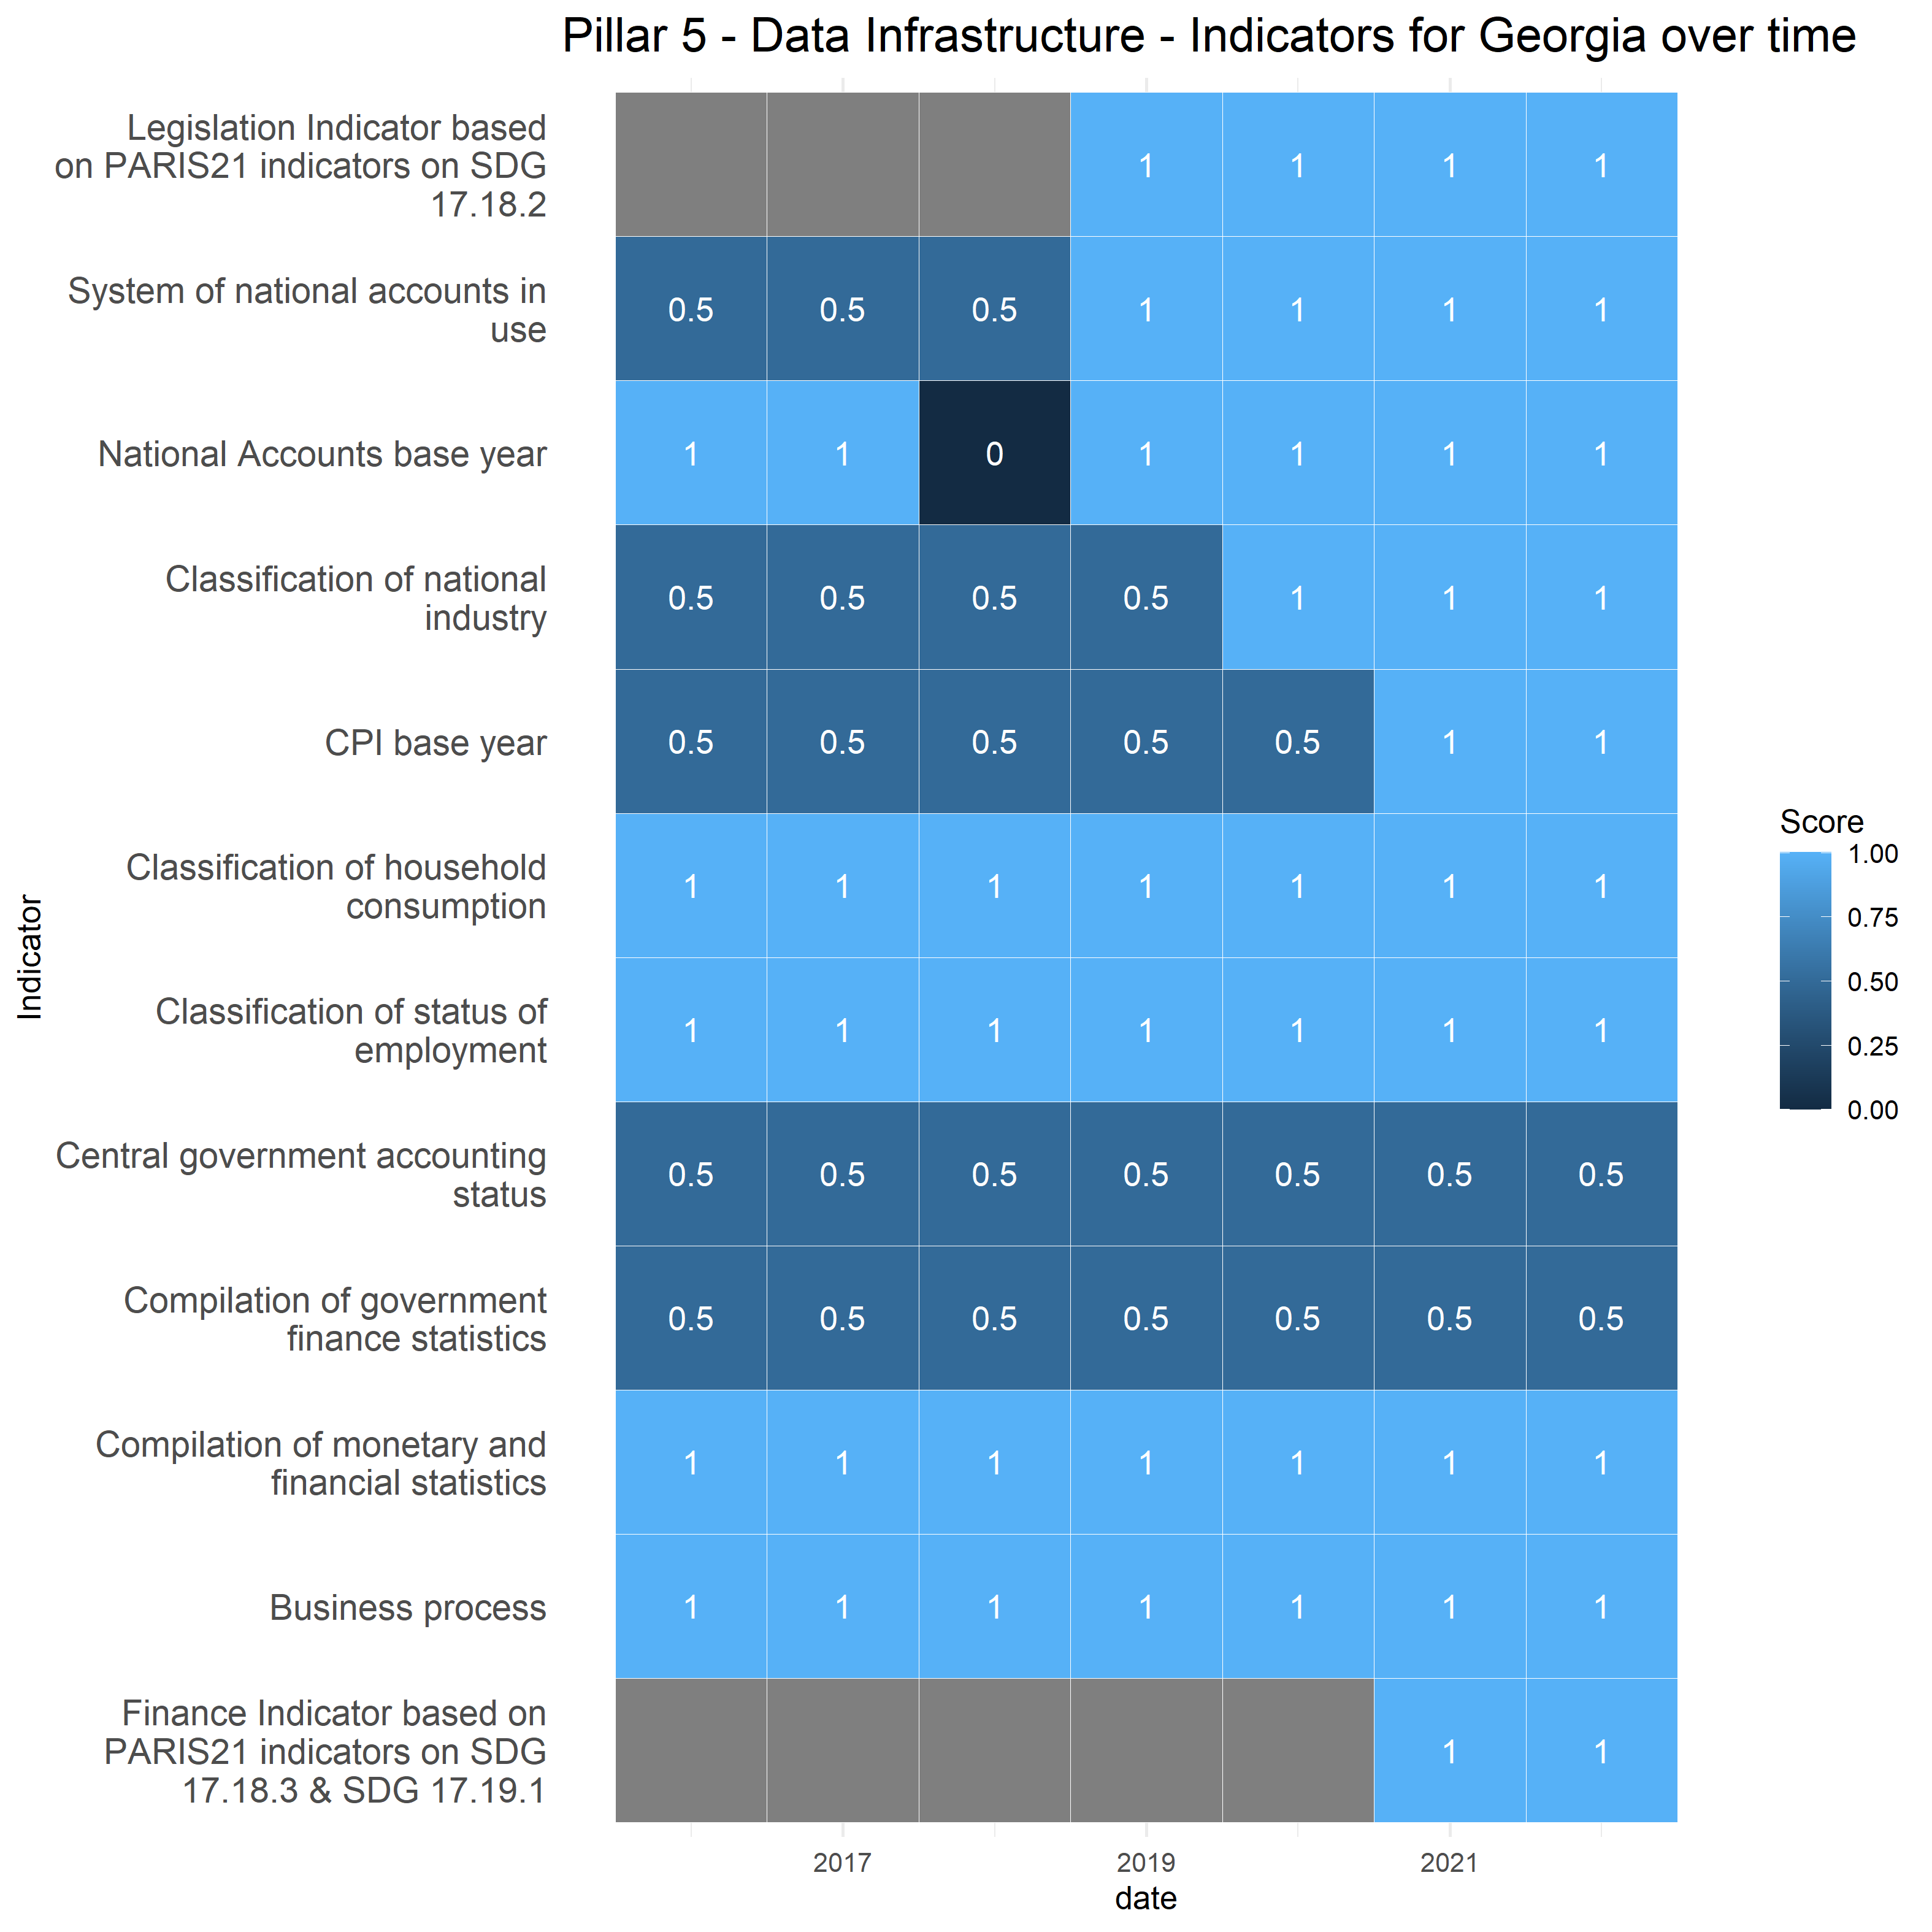 Pillar 5 - Data Infrastructure - Indicators for Georgia over time
Legislation Indicator based
on PARIS21 indicators on SDG
17.18.2
1 1 1 1
System of national accounts in
use
0.5 0.5 0.5 1 1 1 1
National Accounts base year
1 1 0 1 1 1 1
Classification of national
industry
0.5 0.5 0.5 0.5 1 1 1
CPI base year
0.5 0.5 0.5 0.5 0.5 1 1
Classification of household
consumption
1 1 1 1 1 1 1
Classification of status of
employment
1 1 1 1 1 1 1
Central government accounting
status
0.5 0.5 0.5 0.5 0.5 0.5 0.5
Compilation of government
finance statistics
0.5 0.5 0.5 0.5 0.5 0.5 0.5
Compilation of monetary and
financial statistics
1 1 1 1 1 1 1
Business process
1 1 1 1 1 1 1
Finance Indicator based on
PARIS21 indicators on SDG
17.18.3 & SDG 17.19.1
1 1
Indicator
2017 2019 2021
date
Score
1.00
0.75
0.50
0.25
0.00